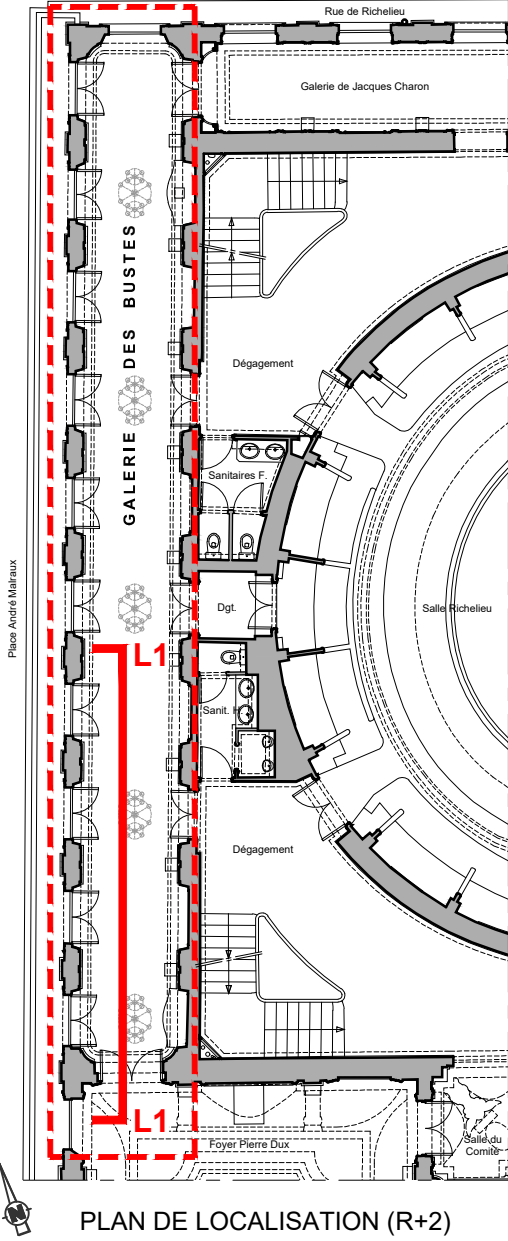 Rue de Richelieu
Galerie de Jacques Charon
GALERIE DES BUSTES
Dégagement
Sanitaires F.
Place André Malraux
Dgt.
Salle Richelieu
L1
Sanit. H
Dégagement
L1
Foyer Pierre Dux
Salle du
Comité
PLAN DE LOCALISATION (R+2)